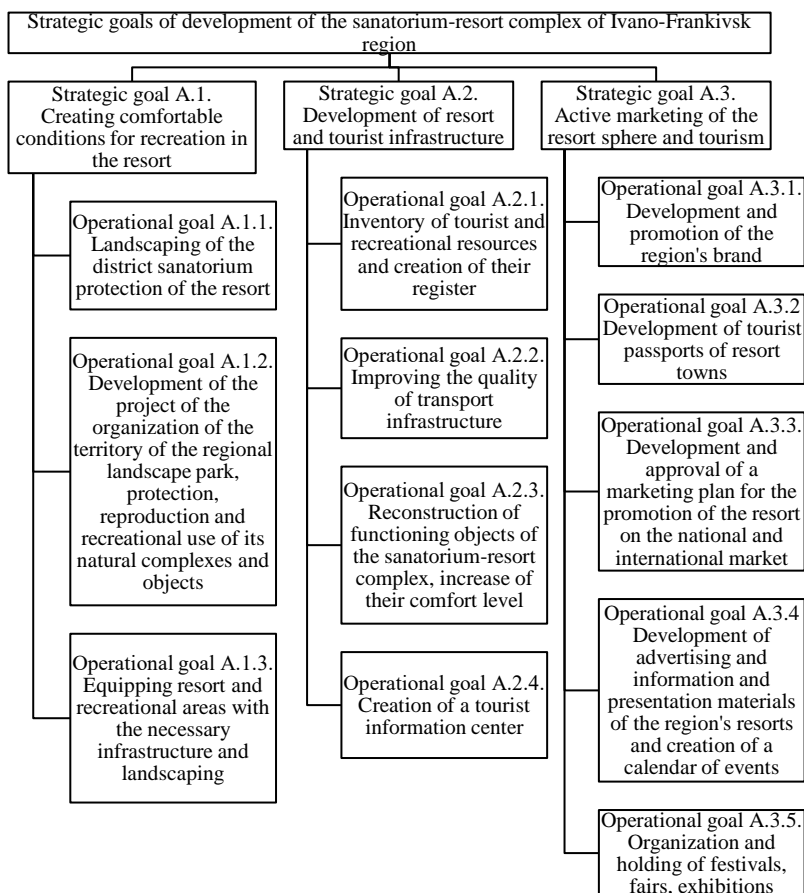 Strategic goals of development of the sanatorium-resort complex of Ivano-Frankivsk
region
Strategic goal A.1.
Creating comfortable
conditions for recreation in
the resort
Operational goal A.1.1.
Landscaping of the
district sanatorium
protection of the resort
Operational goal A.1.2.
Development of the
project of the
organization of the
territory of the regional
landscape park,
protection,
reproduction and
recreational use of its
natural complexes and
objects
Operational goal A.1.3.
Equipping resort and
recreational areas with
the necessary
infrastructure and
landscaping
Strategic goal A.2.
Development of resort
and tourist infrastructure
Operational goal A.2.1.
Inventory of tourist and
recreational resources
and creation of their
register
Operational goal A.2.2.
Improving the quality
of transport
infrastructure
Operational goal A.2.3.
Reconstruction of
functioning objects of
the sanatorium-resort
complex, increase of
their comfort level
Operational goal A.2.4.
Creation of a tourist
information center
Strategic goal A.3.
Active marketing of the
resort sphere and tourism
Operational goal A.3.1.
Development and
promotion of the
region's brand
Operational goal A.3.2
Development of tourist
passports of resort
towns
Operational goal A.3.3.
Development and
approval of a
marketing plan for the
promotion of the resort
on the national and
international market
Operational goal A.3.4
Development of
advertising and
information and
presentation materials
of the region's resorts
and creation of a
calendar of events
Operational goal A.3.5.
Organization and
holding of festivals,
fairs, exhibitions